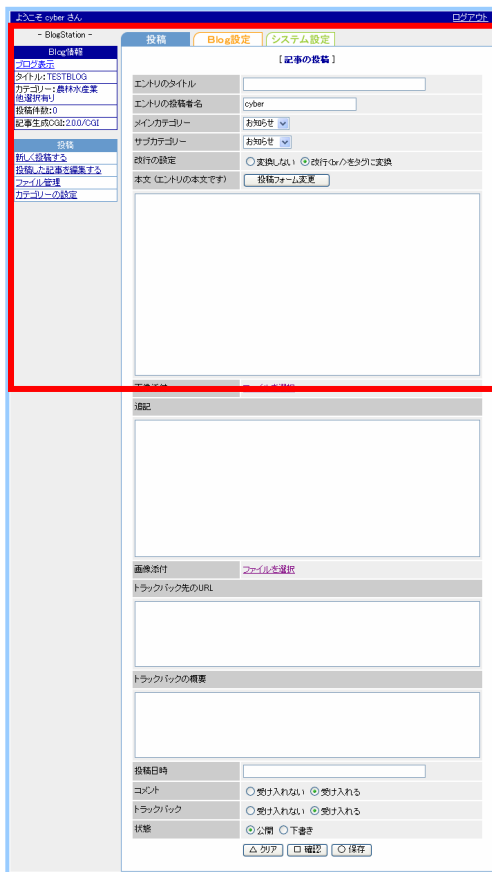 ようこそ cyber さん
ログアウト
- BlogStation -
Blog情報
ブログ表示
タイトル:TESTBLOG
カテゴリー:農林水産業
他選択有り
投稿件数:0
記事生成CGI:2.0.0/CGI
投稿
新しく投稿する
投稿した記事を編集する
ファイル管理
カテゴリーの設定
投稿
Blog設定
システム設定
[ 記事の投稿 ]
エントリのタイトル
エントリの投稿者名 cyber
メインカテゴリー お知らせ
サブカテゴリー お知らせ
改行の設定 変換しない 改行<br/>をタグに変換
本文 (エントリの本文です) 投稿フォーム変更
追記
画像添付 ファイルを選択
トラックバック先のURL
トラックバックの概要
投稿日時
コメント 受け入れない 受け入れる
トラックバック 受け入れない 受け入れる
状態 公開 下書き
△ クリア □ 確認 ○ 保存